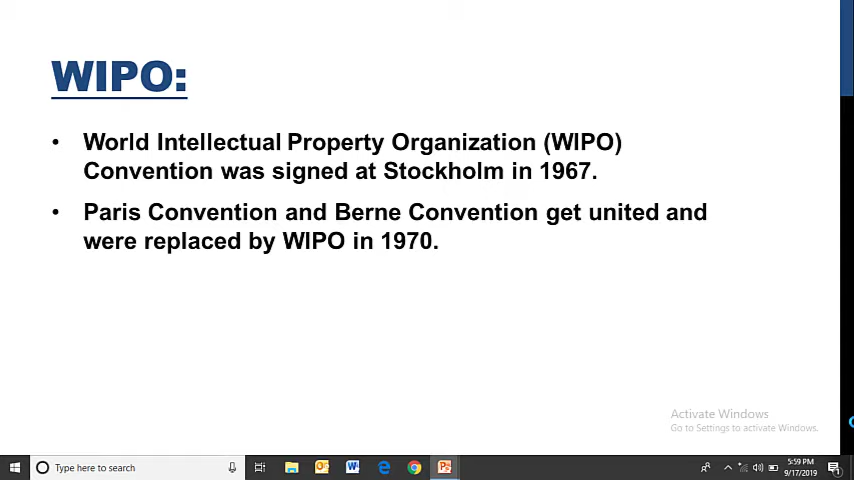 WIPO:
• World Intellectual Property Organization (WIPO)
Convention was signed at Stockholm in 1967.
• Paris Convention and Berne Convention get united and
were replaced by WIPO in 1970.
Activate Windows
Go to Settings to activate Windows.
Type here to search
5:59 PM
9/17/2019